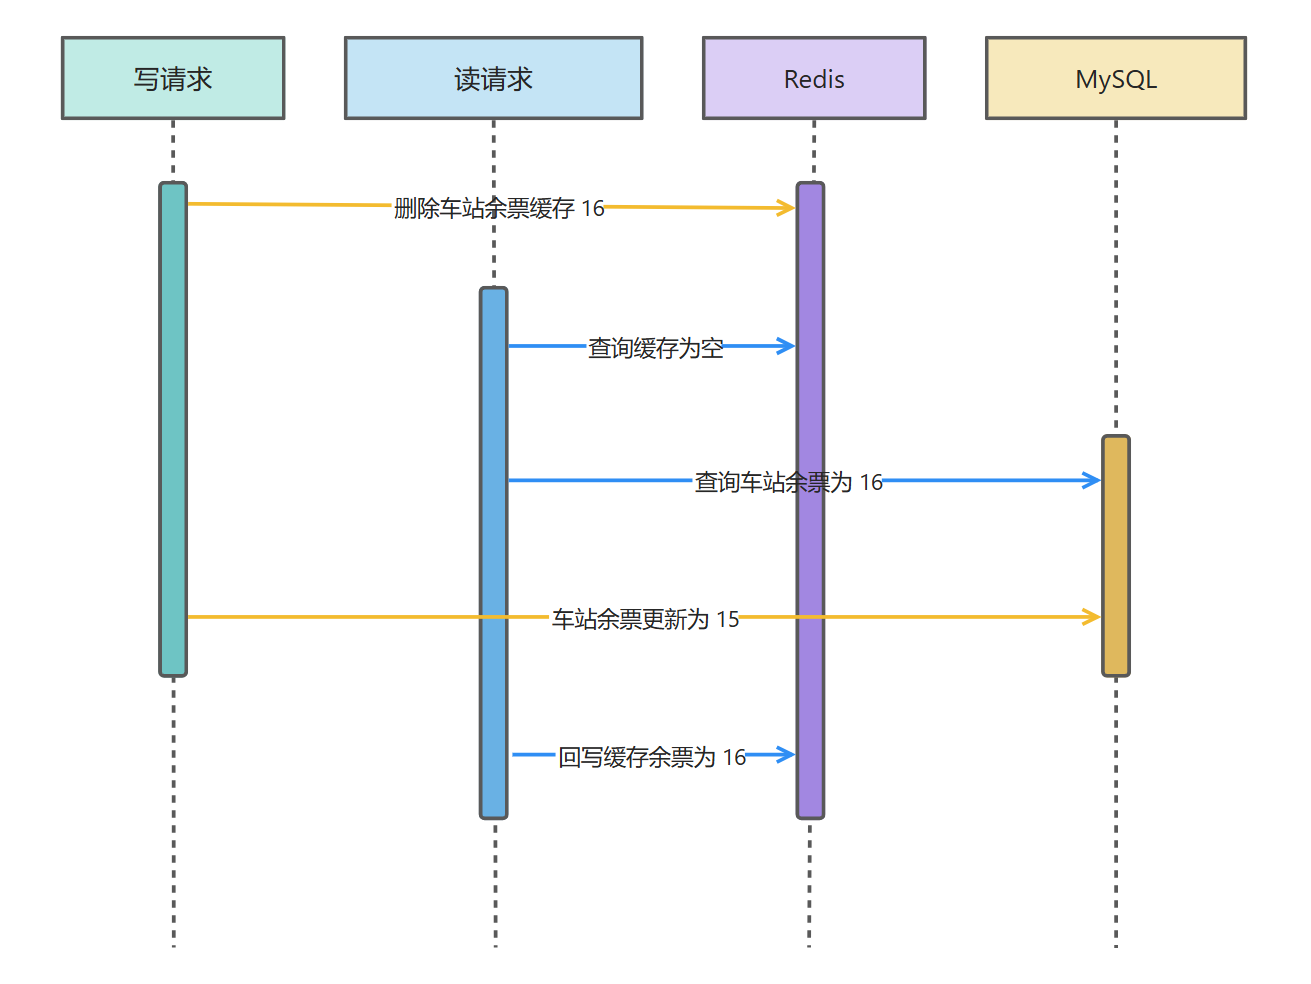 写请求
读请求
Redis
MySQL
删除车站余票缓存 16
查询缓存为空
查询车站余票为 16
车站余票更新为 15
回写缓存余票为 16